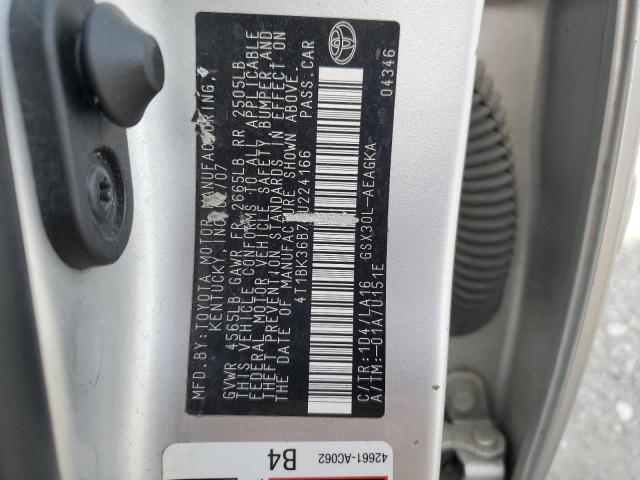 MFD.BY: TOYOTA MOTOR MANUFACTURING,
KENTUCKY, INC. /07
GVWR 4565LB GAWR FR 2665LB RR 2505LB
THIS VEHICLE CONFORMS TO ALL APPLICABLE
FEDERAL MOTOR VEHICLE SAFETY BUMPER, AND
THEFT PREVENTION STANDARDS IN EFFECT ON
THE DATE OF MANUFACTURE SHOWN ABOVE.
4T1BK36B7 U224166 PASS.CAR
C/TR:1D4/LA16 GSX30L-AEAGKA
A/TM:-01A/U151E
04346
42661-AC062
B4